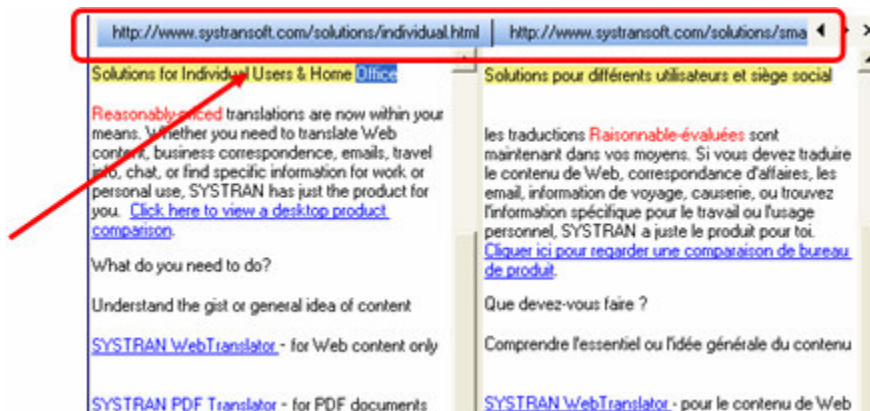 http://www.systransoft.com/solutions/individual.html
http://www.systransoft.com/solutions/sma
Solutions for Individual Users & Home Office
Reasonably-priced translations are now within your
means. Whether you need to translate Web
content, business correspondence, emails, travel
info, chat, or find specific information for work or
personal use, SYSTRAN has just the product for
you. Click here to view a desktop product
comparison.
What do you need to do?
Understand the gist or general idea of content
SYSTRAN WebTranslator - for Web content only
SYSTRAN PDF Translator - for PDF documents
Solutions pour différents utilisateurs et siège social
les traductions Raisonnable-évaluées sont
maintenant dans vos moyens. Si vous devez traduire
le contenu de Web, correspondance d'affaires, les
email, information de voyage, causerie, ou trouvez
l'information spécifique pour le travail ou l'usage
personnel, SYSTRAN a juste le produit pour toi.
Cliquer ici pour regarder une comparaison de bureau
de produit.
Que devez-vous faire ?
Comprendre l'essentiel ou l'idée générale du contenu
SYSTRAN WebTranslator - pour le contenu de Web